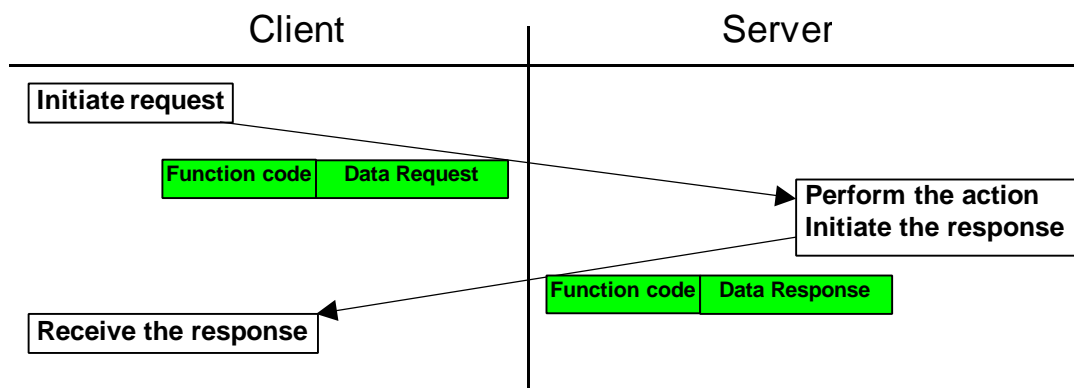 Client
Server
Initiate request
Function code
Data Request
Perform the action
Initiate the response
Function code
Data Response
Receive the response